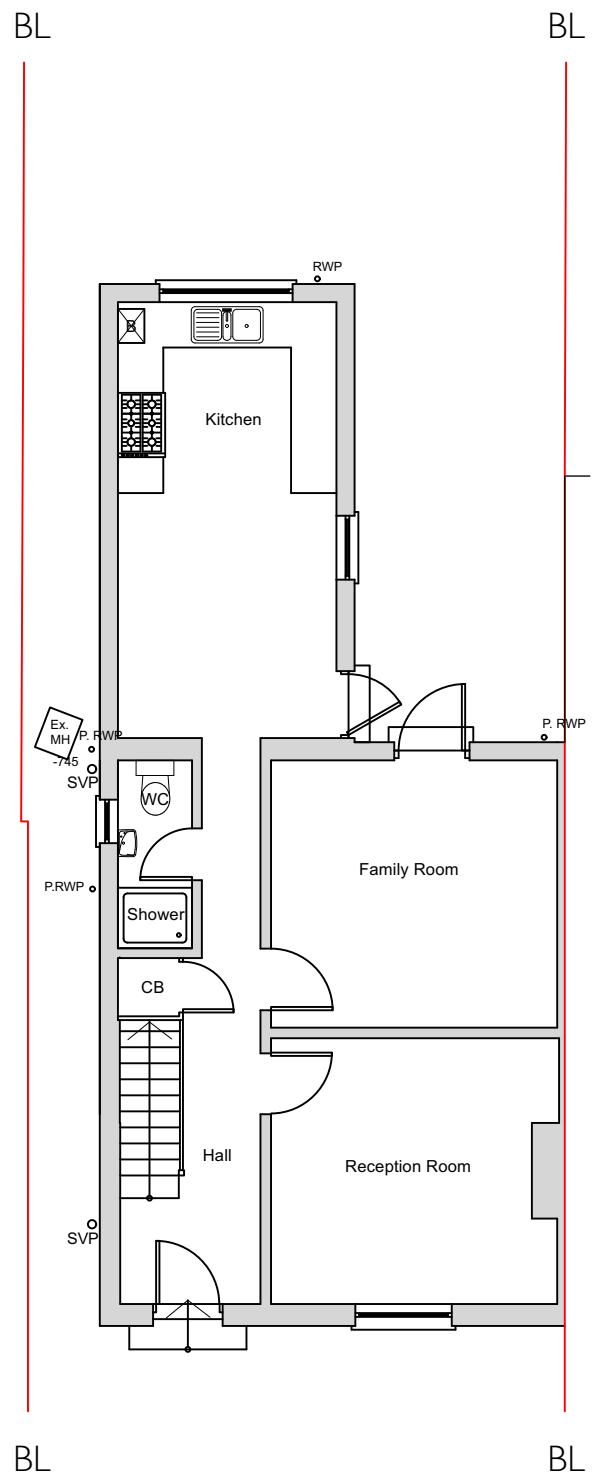 BL
BL
RWP
B
Kitchen
Ex.
MH
P. RWP
-745
SVP
P. RWP
WC
Family Room
P.RWP
Shower
CB
Hall
Reception Room
SVP
BL
BL